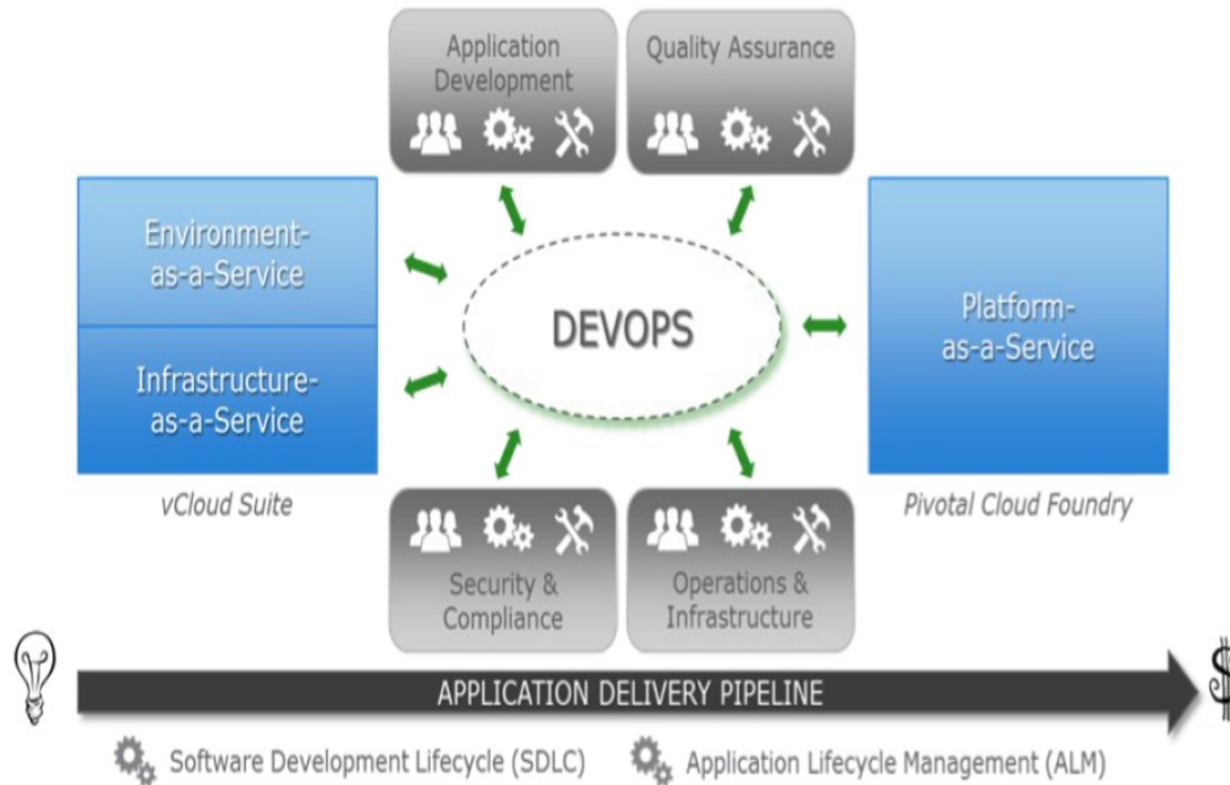 Application
Development
Quality Assurance
Environment-
as-a-Service
Infrastructure-
as-a-Service
vCloud Suite
DEVOPS
Platform-
as-a-Service
Pivotal Cloud Foundry
Security &
Compliance
Operations &
Infrastructure
APPLICATION DELIVERY PIPELINE
$
Software Development Lifecycle (SDLC)
Application Lifecycle Management (ALM)